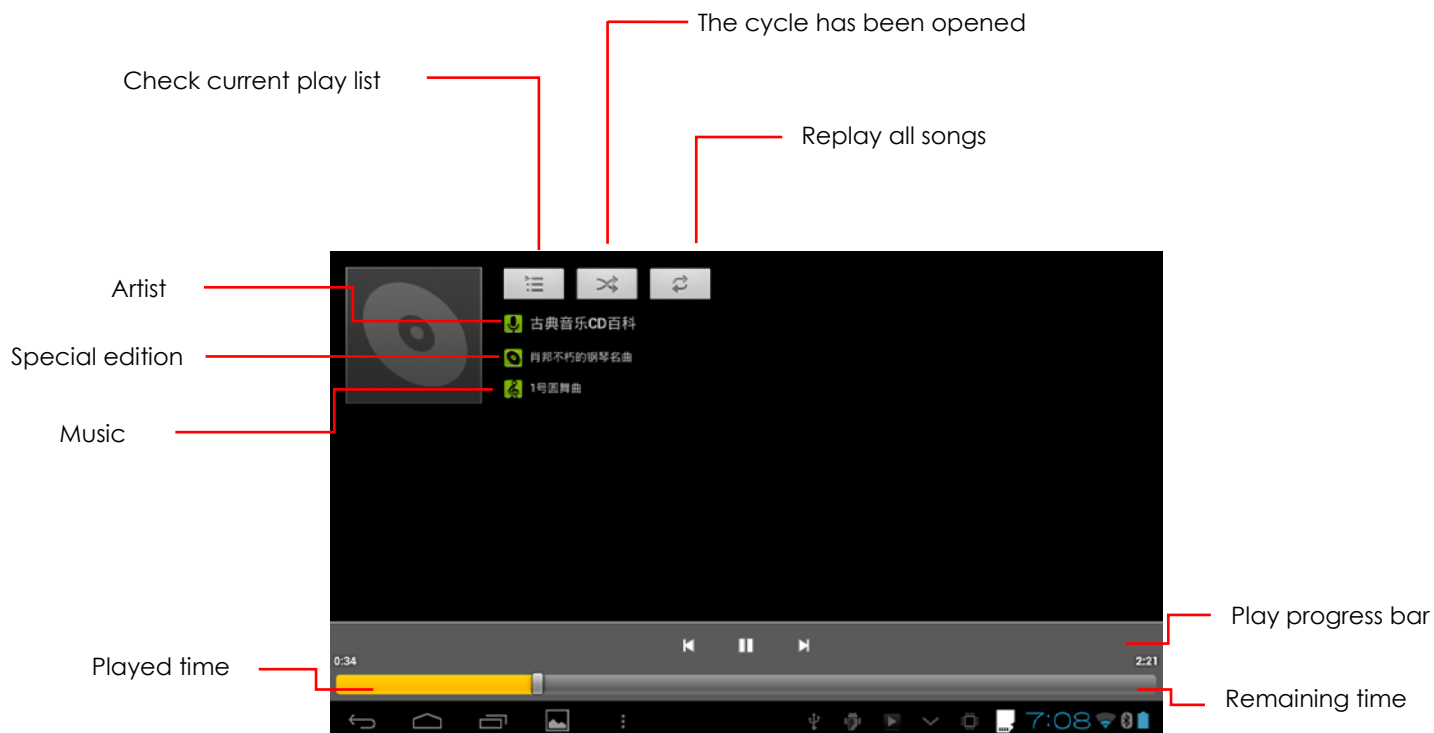 The cycle has been opened
Check current play list
Replay all songs
Artist
古典音乐CD百科
Special edition
肖邦不朽的钢琴名曲
1号圆舞曲
Music
Play progress bar
0:34
2:21
Played time
Remaining time
7:08